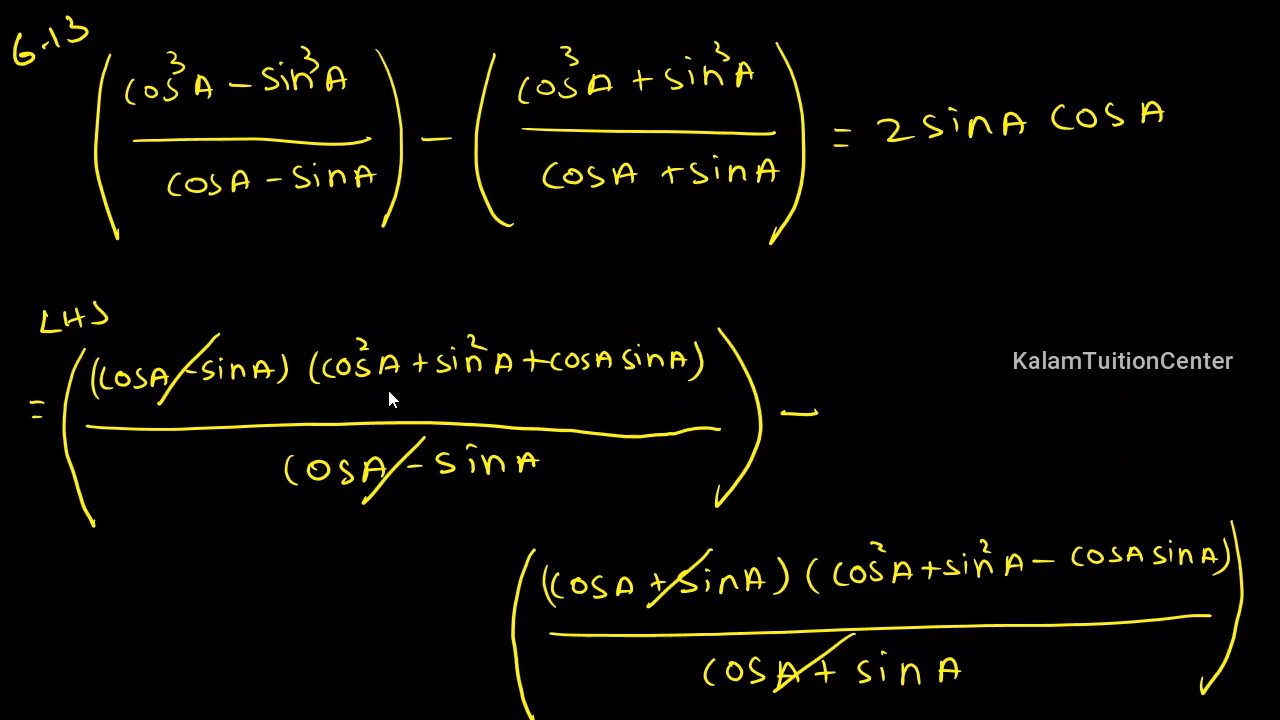 6.13
(cos³A − sin³A / cosA − sinA) − (cos³A + sin³A / cosA + sinA) = 2 sinA cosA
LHS
= ((cosA − sinA) (cos²A + sin²A + cosA sinA) / cosA − sinA) −
KalamTuitionCenter
((cosA + sinA) (cos²A + sin²A − cosA sinA) / cosA + sinA)